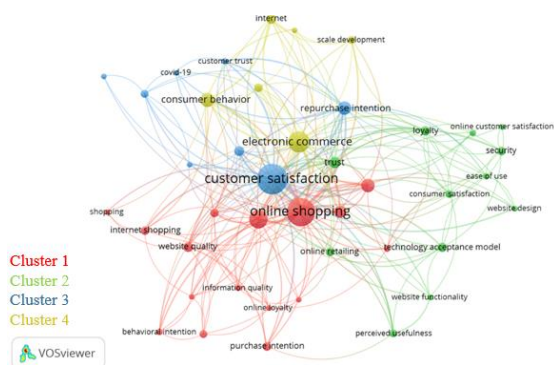 internet
scale development
customer trust
covid-19
consumer behavior
repurchase intention
loyalty
online customer satisfaction
electronic commerce
security
trust
customer satisfaction
ease of use
consumer satisfaction
shopping
online shopping
website design
internet shopping
website quality
online retailing
technology acceptance model
Cluster 1
Cluster 2
Cluster 3
Cluster 4
information quality
website functionality
online loyalty
behavioral intention
perceived usefulness
purchase intention
VOSviewer